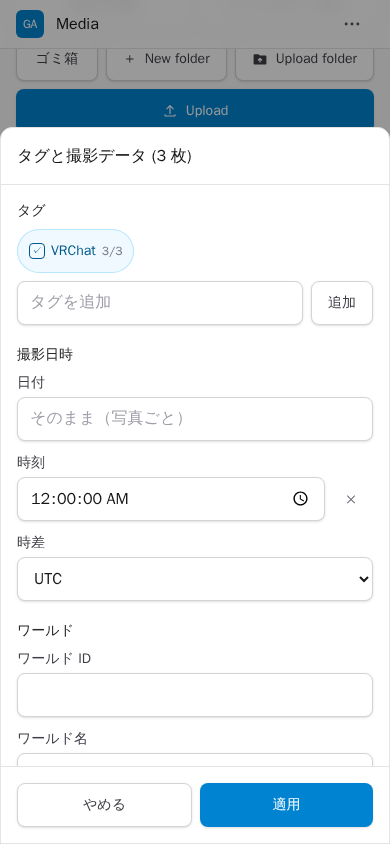 GA Media ...
ゴミ箱 + New folder Upload folder
Upload
タグと撮影データ (3 枚)
タグ
VRChat 3/3
タグを追加 追加
撮影日時
日付
そのまま（写真ごと）
時刻
12:00:00 AM ×
時差
UTC
ワールド
ワールド ID
ワールド名
やめる 適用